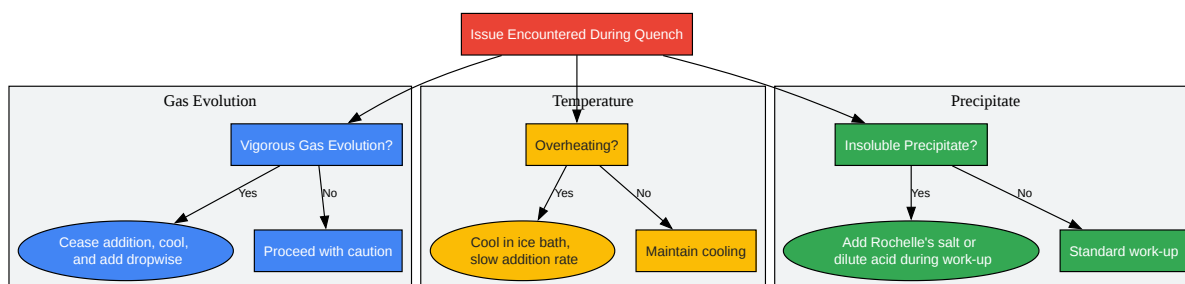 Issue Encountered During Quench
Gas Evolution
Temperature
Precipitate
Vigorous Gas Evolution?
Overheating?
Insoluble Precipitate?
Yes
No
Yes
No
Yes
No
Cease addition, cool,
and add dropwise
Proceed with caution
Cool in ice bath,
slow addition rate
Maintain cooling
Add Rochelle's salt or
dilute acid during work-up
Standard work-up